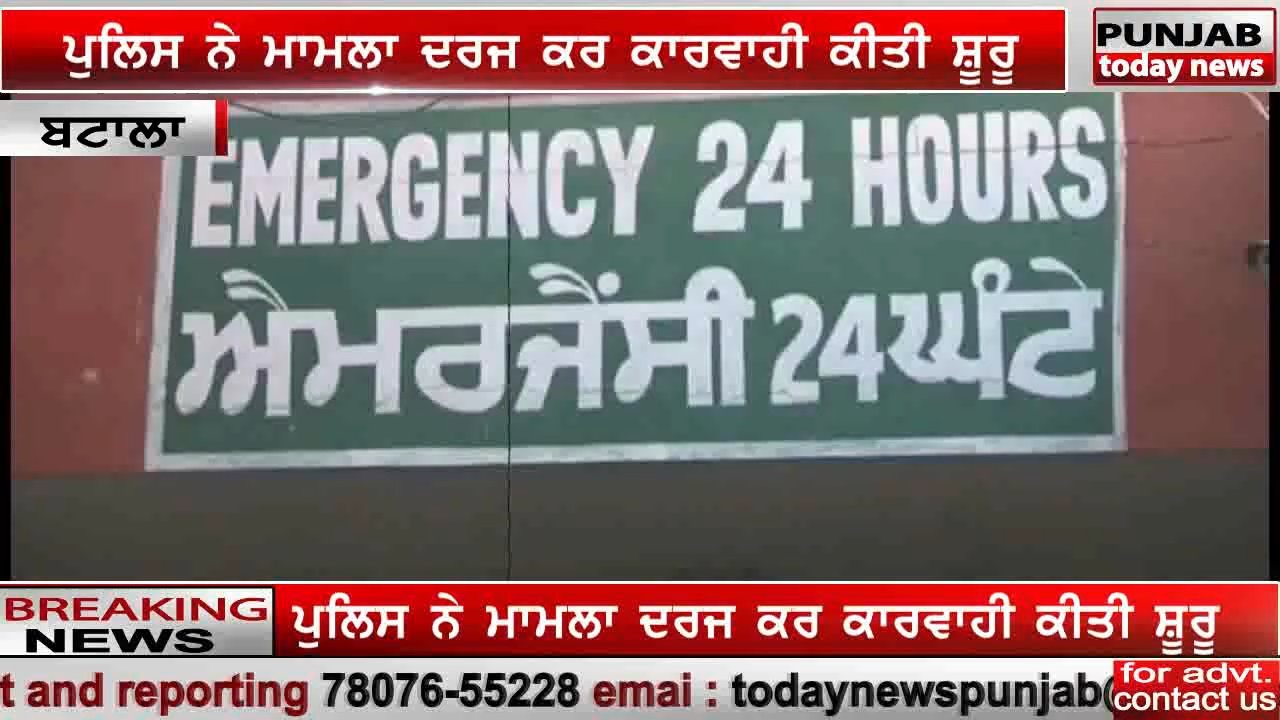 ਪੁਲਿਸ ਨੇ ਮਾਮਲਾ ਦਰਜ ਕਰ ਕਾਰਵਾਹੀ ਕੀਤੀ ਸ਼ੁਰੂ
PUNJAB
today news
ਬਟਾਲਾ
EMERGENCY 24 HOURS
ਐਮਰਜੈਂਸੀ 24 ਘੰਟੇ
BREAKING
NEWS
ਪੁਲਿਸ ਨੇ ਮਾਮਲਾ ਦਰਜ ਕਰ ਕਾਰਵਾਹੀ ਕੀਤੀ ਸ਼ੁਰੂ
t and reporting 78076-55228 emai : todaynewspunjab@
for advt.
contact us